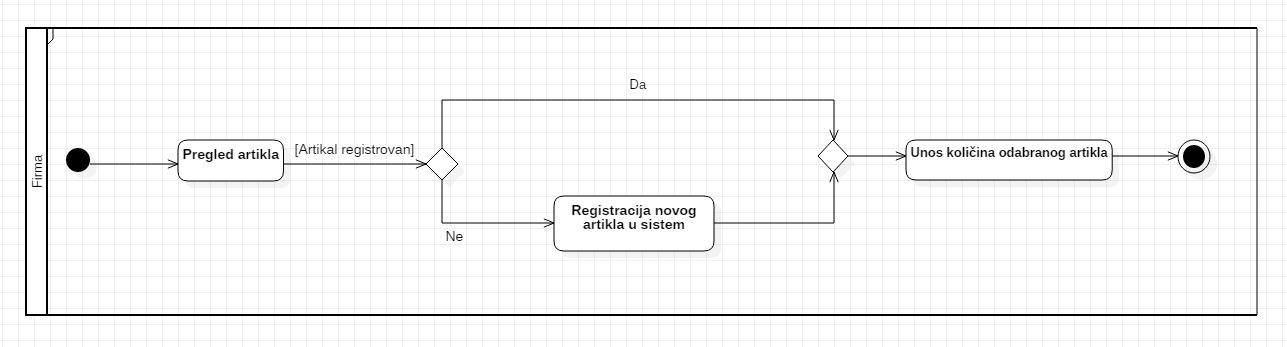 Firma
Pregled artikla
[Artikal registrovan]
Da
Ne
Registracija novog
artikla u sistem
Unos količina odabranog artikla